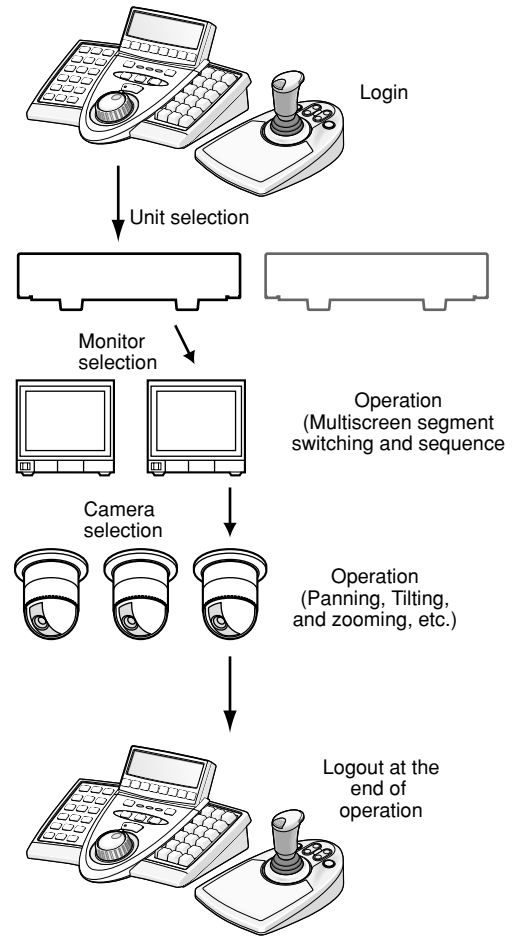 Login
Unit selection
Monitor
selection
Operation
(Multiscreen segment
switching and sequence
Camera
selection
Operation
(Panning, Tilting,
and zooming, etc.)
Logout at the
end of
operation